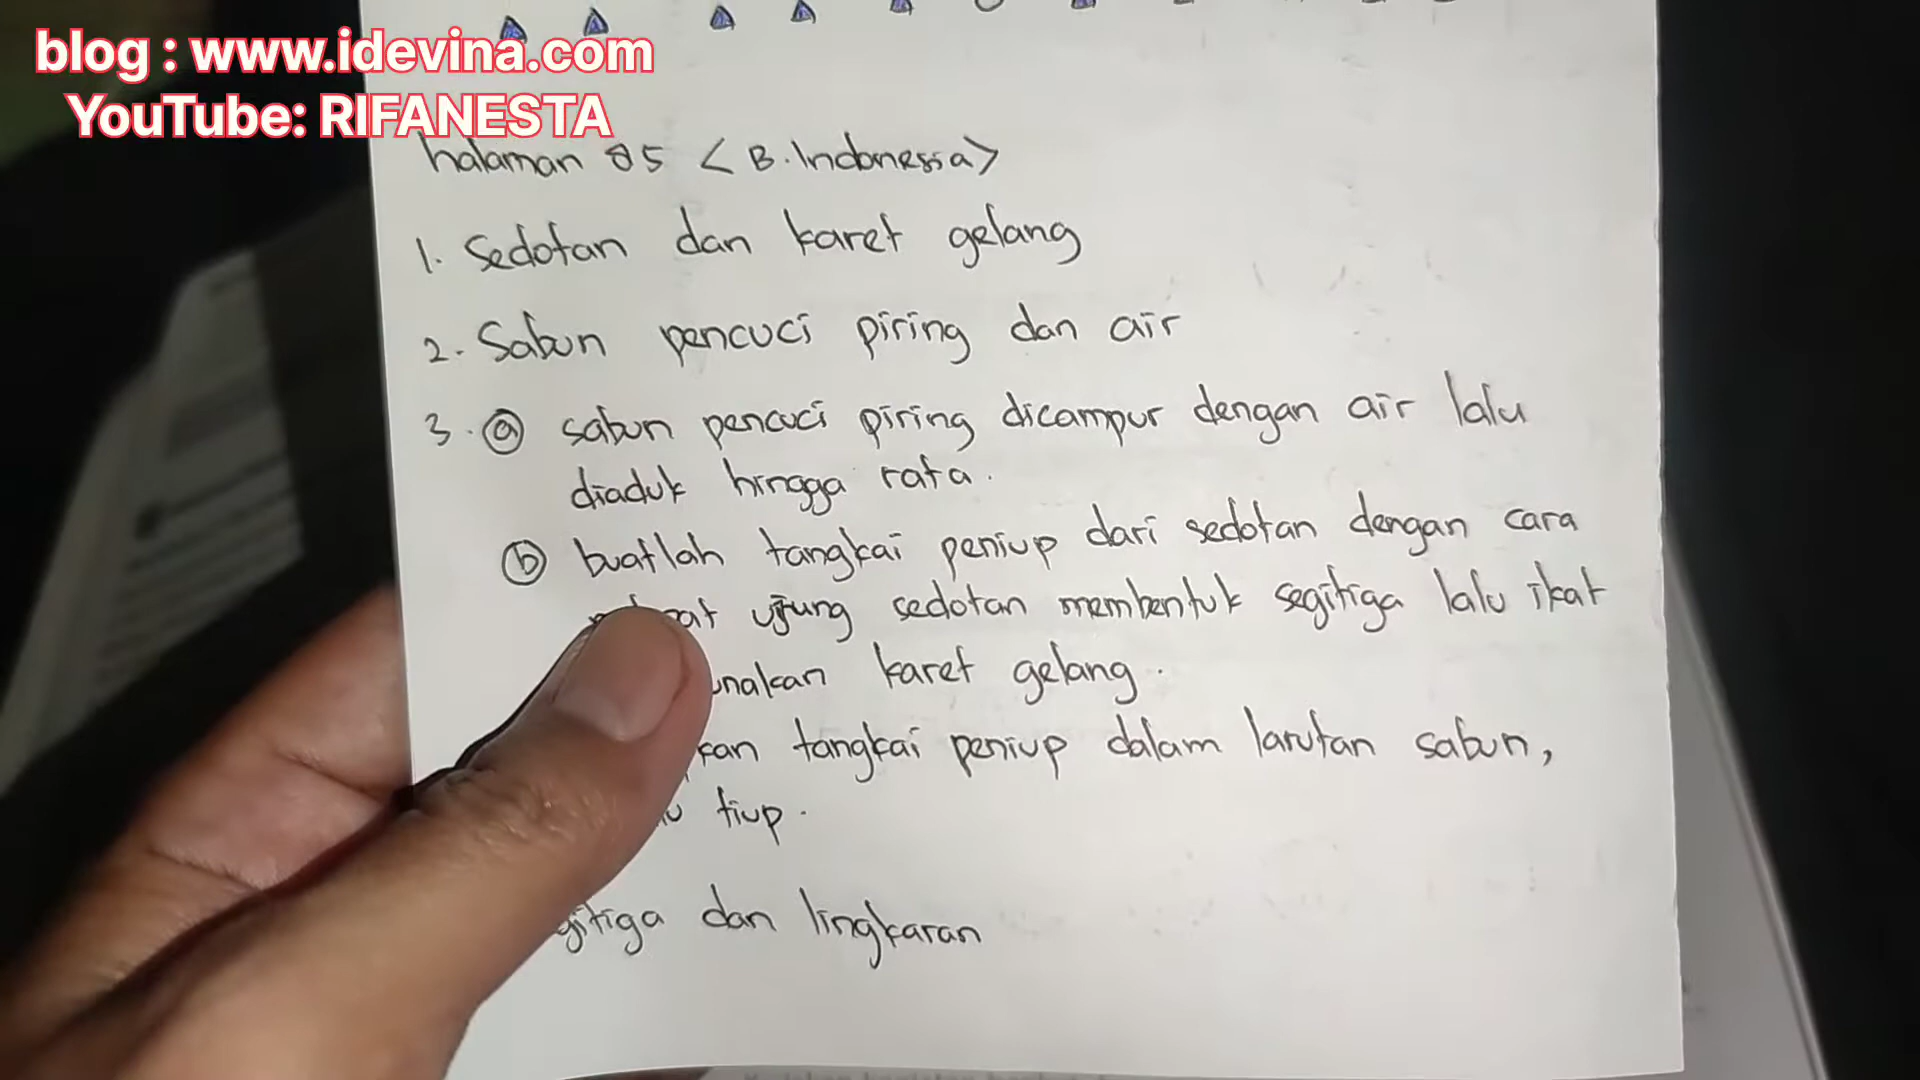 blog : www.idevina.com
YouTube: RIFANESTA
halaman 85 < B. Indonesia>
1. Sedotan dan karet gelang
2. Sabun pencuci piring dan air
3. a sabun pencuci piring dicampur dengan air lalu
diaduk hingga rata.
b buatlah tangkai peniup dari sedotan dengan cara
ujung sedotan membentuk segitiga lalu ikat
karet gelang.
tangkai peniup dalam larutan sabun,
tiup.
dan lingkaran